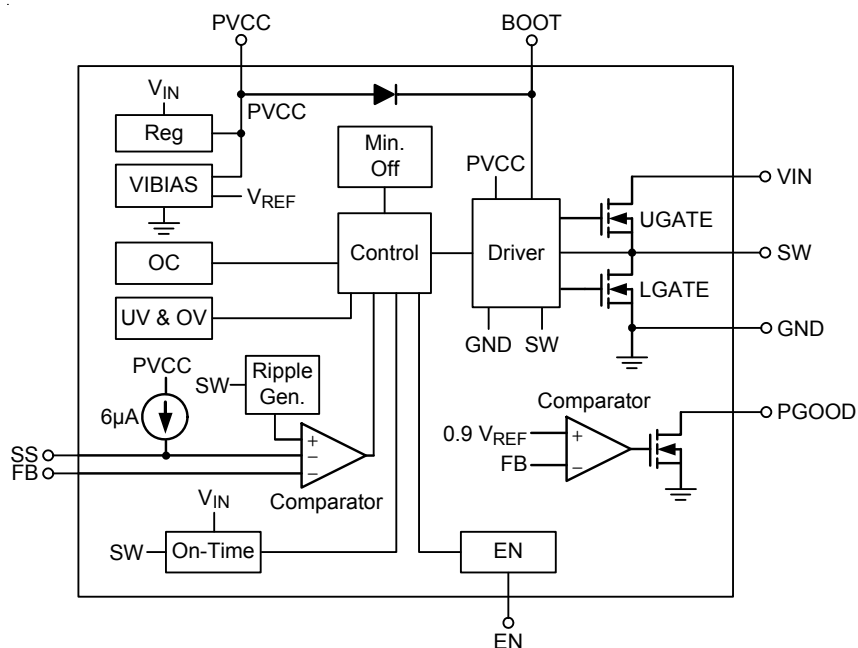 PVCC
BOOT
VIN
PVCC
Reg
Min.
Off
PVCC
VIN
VIBIAS
VREF
UGATE
Control
Driver
SW
OC
LGATE
UV & OV
GND
SW
GND
PVCC
SW
Ripple
Gen.
6µA
Comparator
PGOOD
0.9 VREF
+
−
FB
SS
FB
+
−
−
Comparator
VIN
SW
On-Time
EN
EN